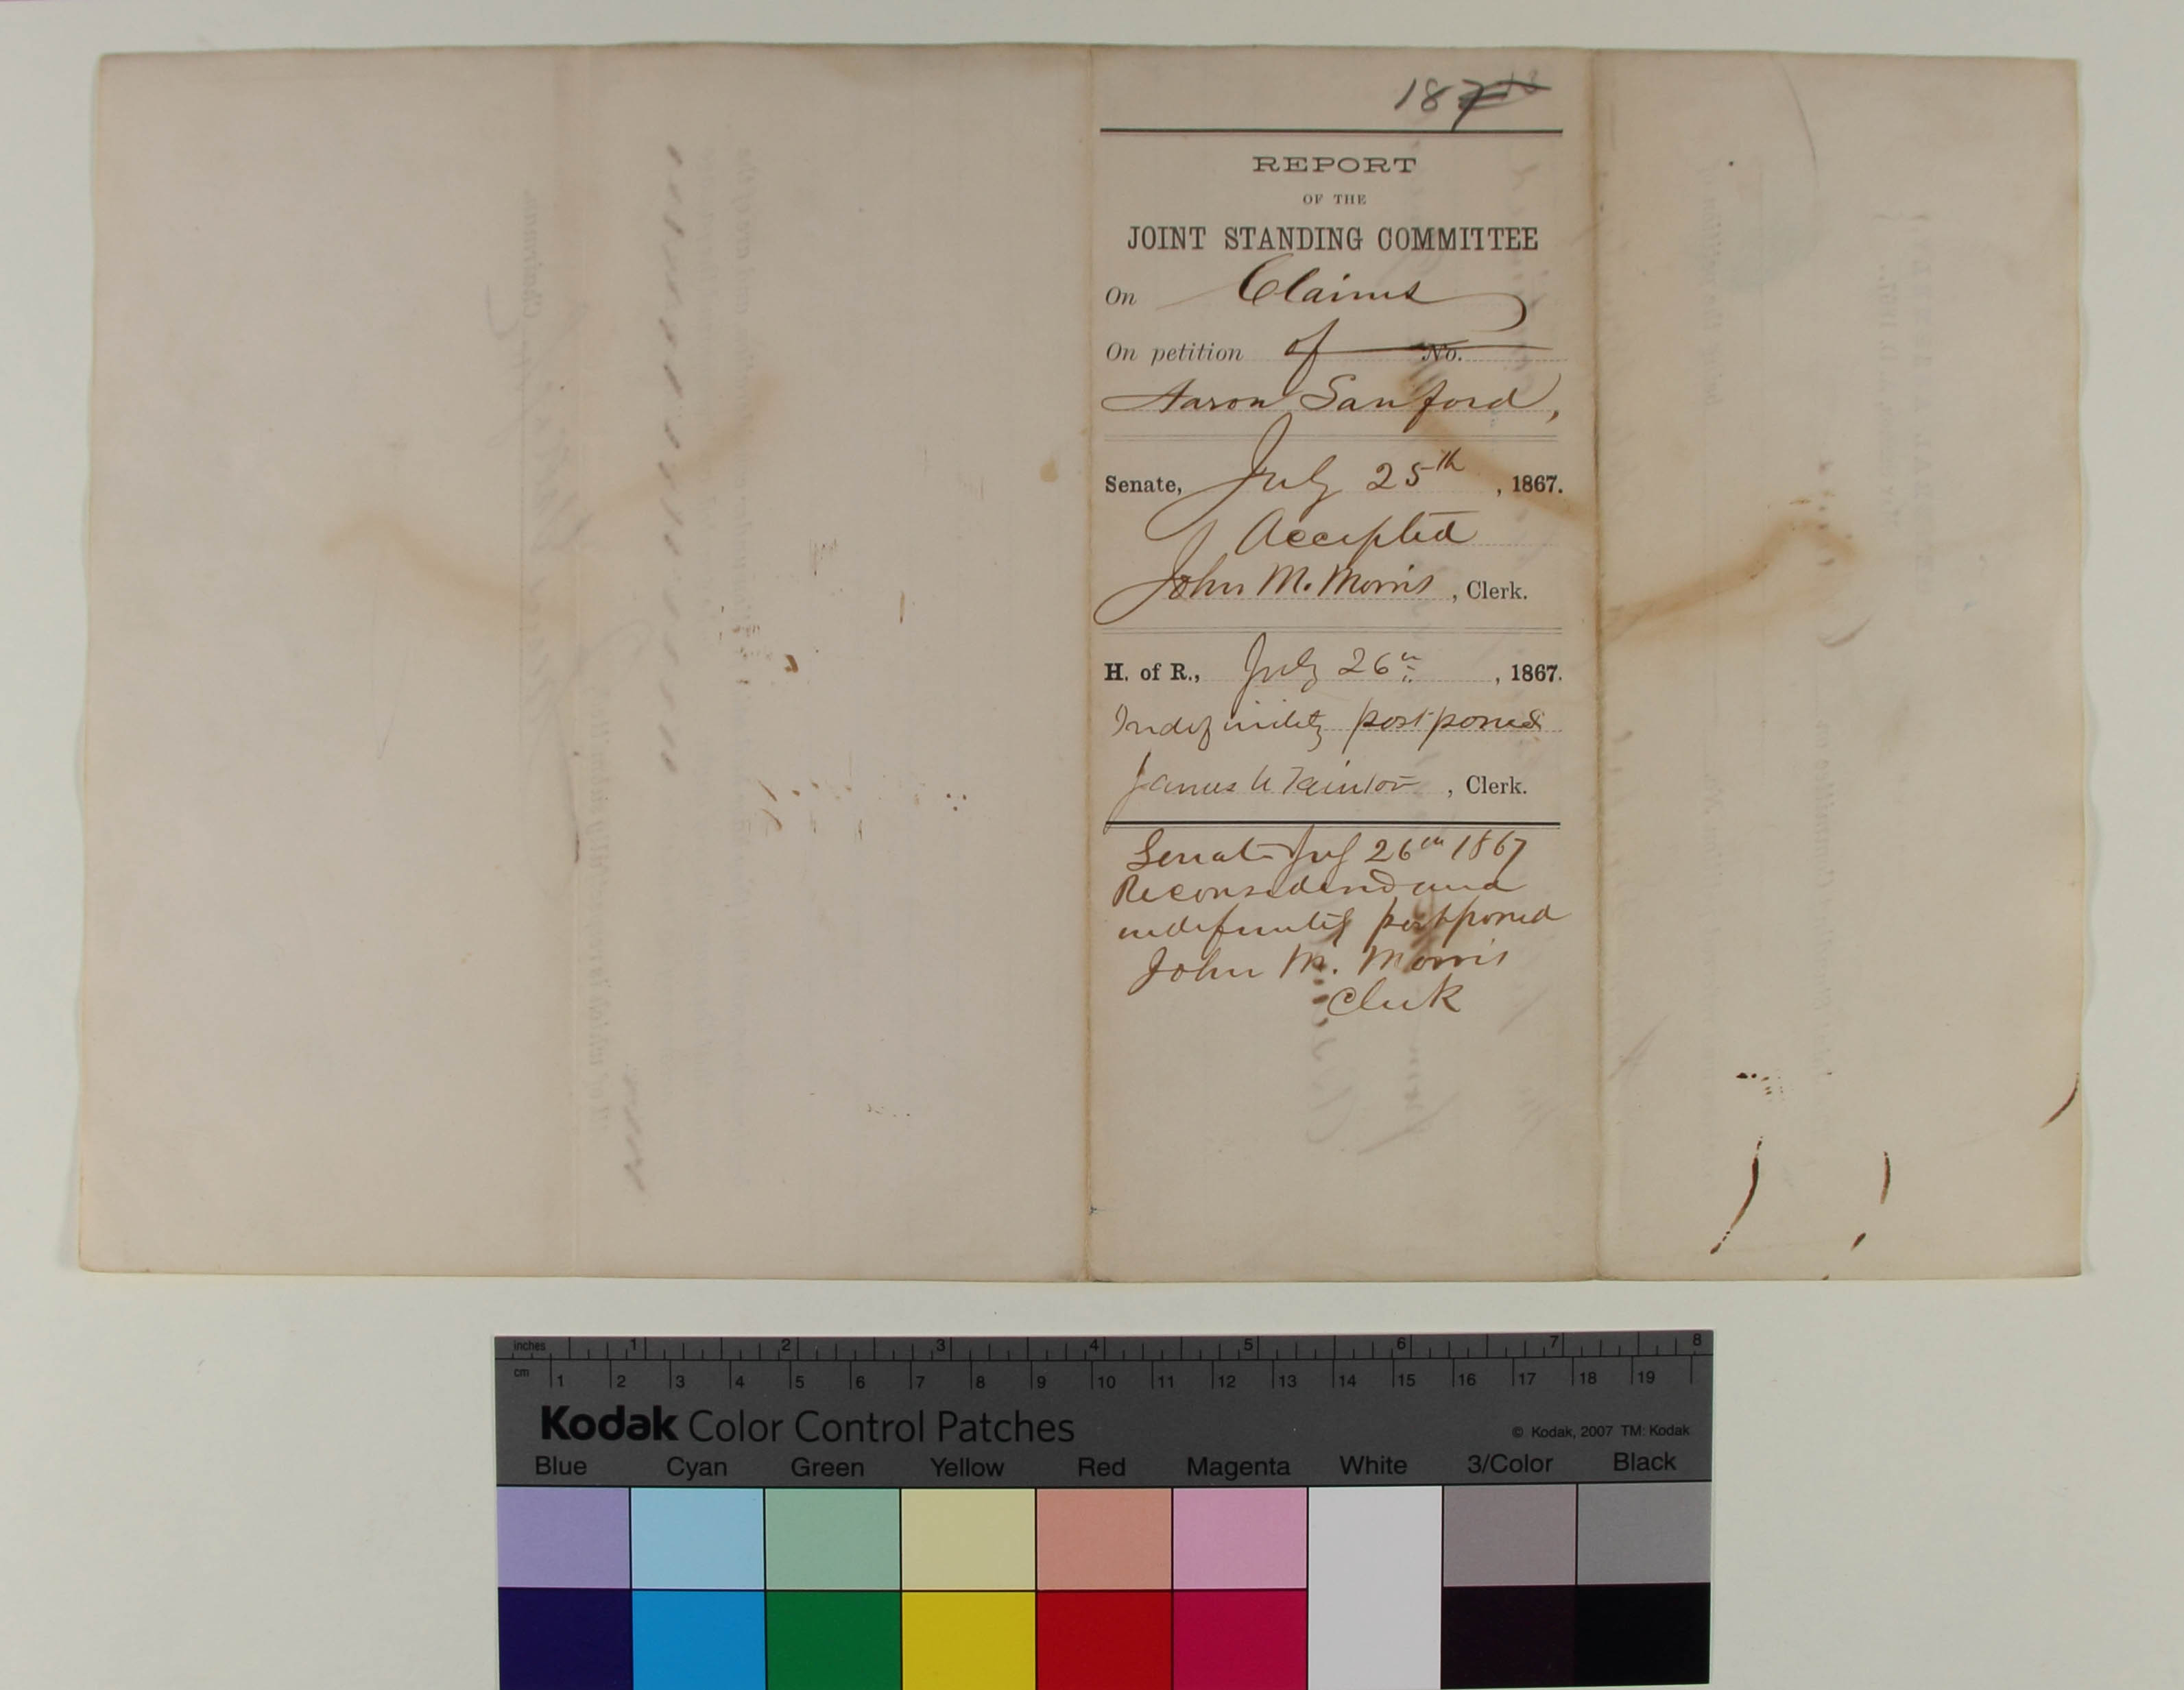 187
REPORT
OF THE
JOINT STANDING COMMITTEE
On Claims
On petition of No.
Aaron Sanford,
Senate, July 25th, 1867.
Accepted
John M. Morris, Clerk.
H. of R., July 26th, 1867.
Indefinitely postponed
James U Taintor, Clerk.
Senate July 26th 1867
Reconsidered and
indefinitely postponed
John M. Morris
Clerk
inches 1 2 3 4 5 6 7 8
cm 1 2 3 4 5 6 7 8 9 10 11 12 13 14 15 16 17 18 19
Kodak Color Control Patches
© Kodak, 2007 TM: Kodak
Blue Cyan Green Yellow Red Magenta White 3/Color Black